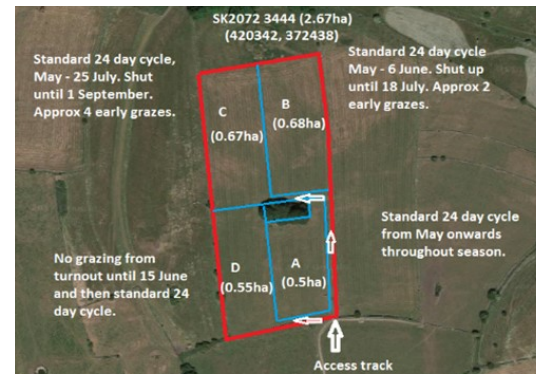 SK2072 3444 (2.67ha)
(420342, 372438)
Standard 24 day cycle,
May - 25 July. Shut
until 1 September.
Approx 4 early grazes.
Standard 24 day cycle
May - 6 June. Shut up
until 18 July. Approx 2
early grazes.
C
(0.67ha)
B
(0.68ha)
Standard 24 day cycle
from May onwards
throughout season.
No grazing from
turnout until 15 June
and then standard 24
day cycle.
D
(0.55ha)
A
(0.5ha)
Access track